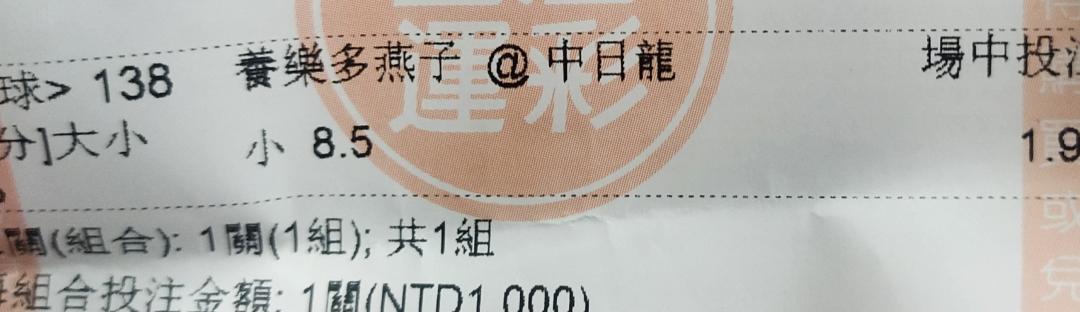 球> 138 養樂多燕子 @ 中日龍 場中投注
分]大小 小 8.5 1.9
關(組合): 1關(1組); 共1組
每組合投注金額: 1關(NTD1,000)
運彩